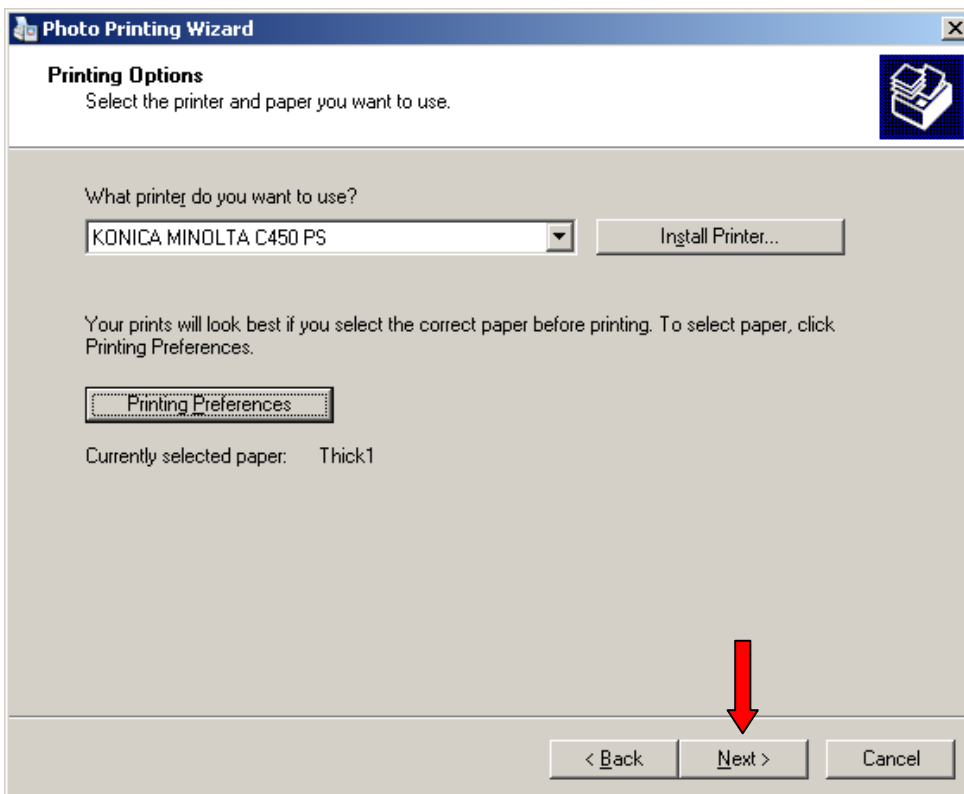 Photo Printing Wizard
Printing Options
Select the printer and paper you want to use.
What printer do you want to use?
KONICA MINOLTA C450 PS
Install Printer...
Your prints will look best if you select the correct paper before printing. To select paper, click
Printing Preferences.
Printing Preferences
Currently selected paper: Thick1
< Back
Next >
Cancel